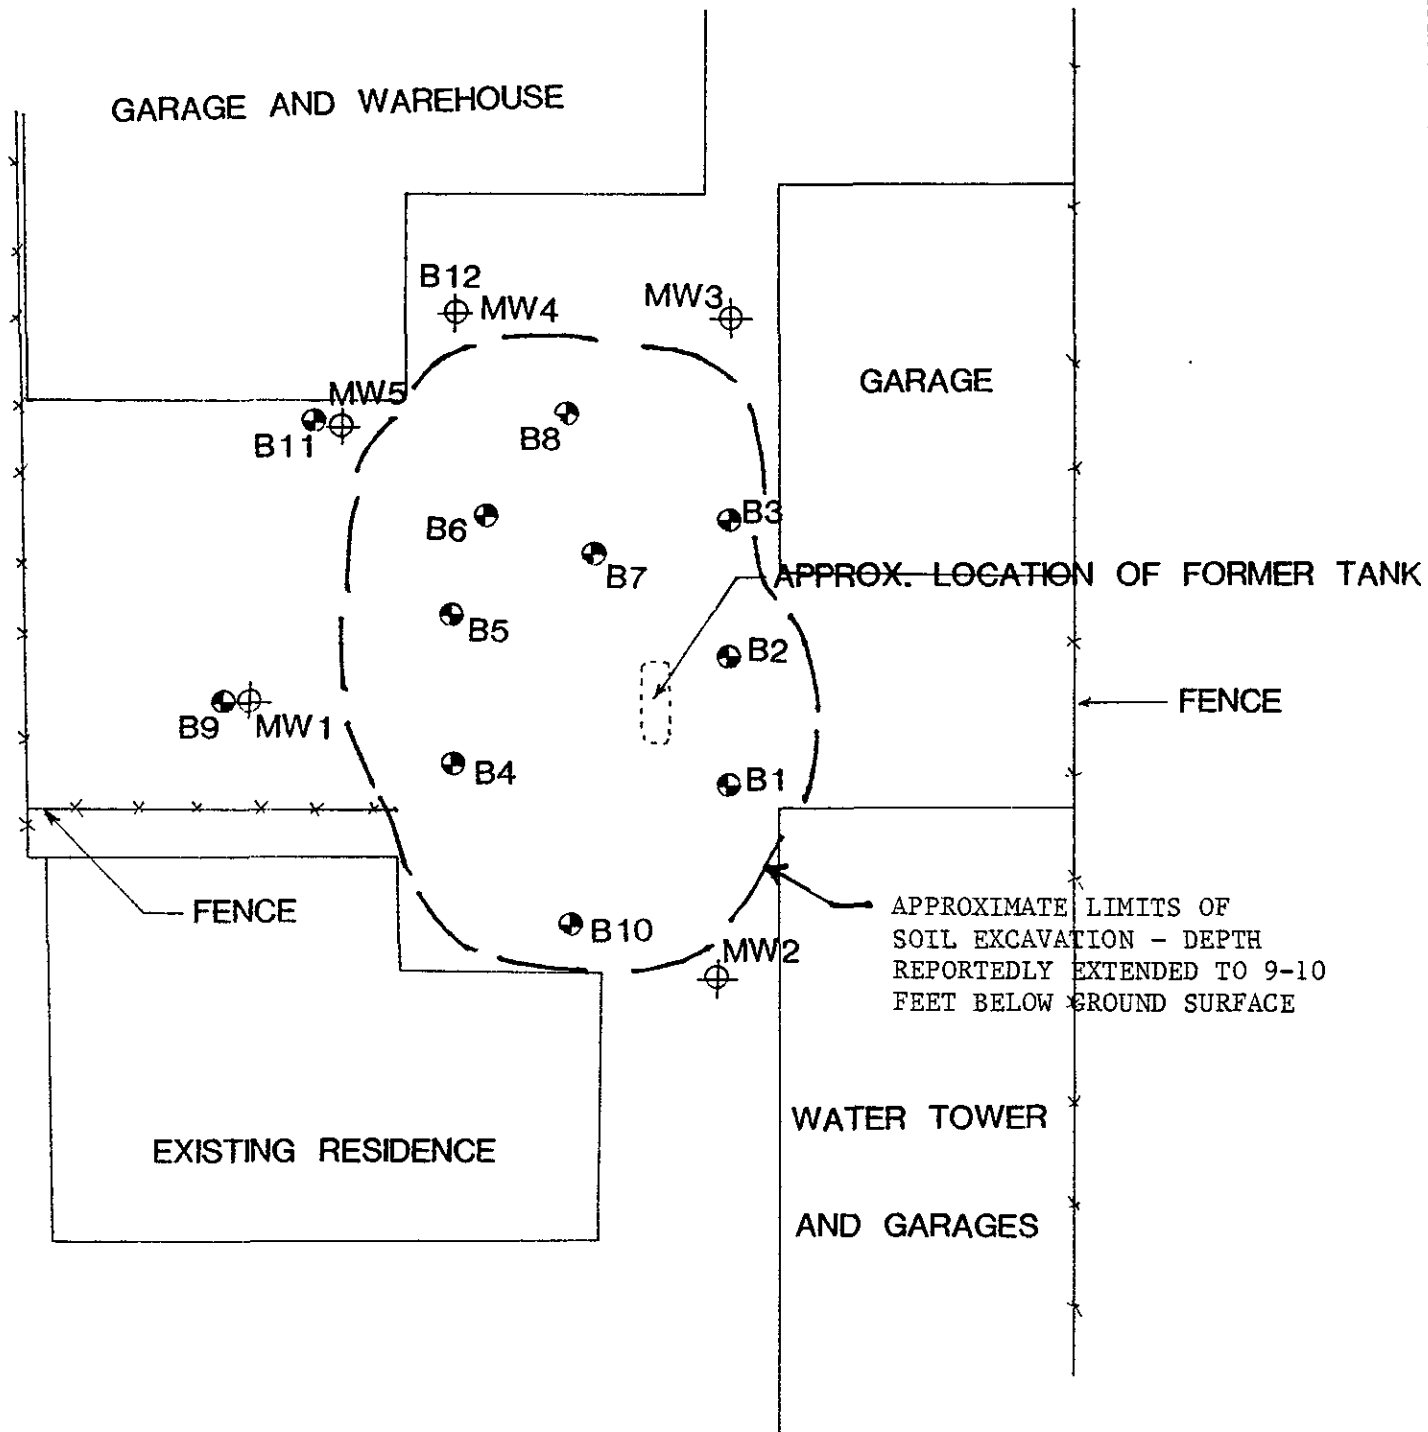 GARAGE AND WAREHOUSE
B12
MW4
MW3
GARAGE
MW5
B11
B8
B6
B3
B7
APPROX. LOCATION OF FORMER TANK
B5
B2
B9
MW1
FENCE
B4
B1
FENCE
B10
MW2
APPROXIMATE LIMITS OF
SOIL EXCAVATION - DEPTH
REPORTEDLY EXTENDED TO 9-10
FEET BELOW GROUND SURFACE
EXISTING RESIDENCE
WATER TOWER
AND GARAGES